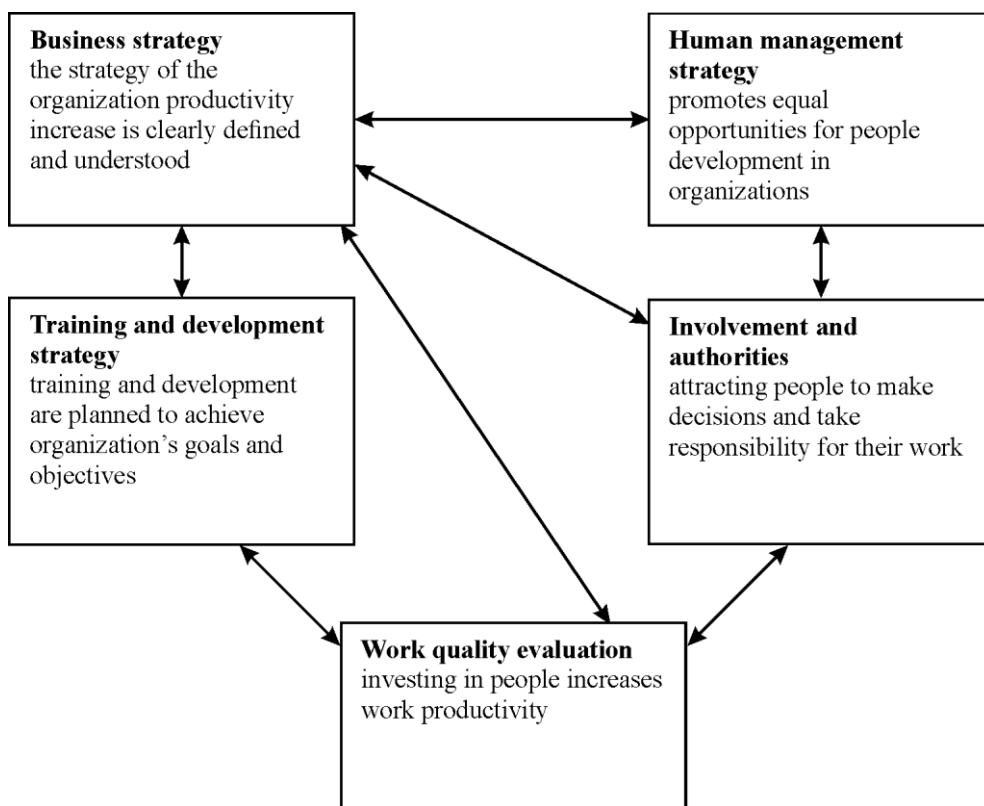 Business strategy
the strategy of the
organization productivity
increase is clearly defined
and understood
Human management
strategy
promotes equal
opportunities for people
development in
organizations
Training and development
strategy
training and development
are planned to achieve
organization’s goals and
objectives
Involvement and
authorities
attracting people to make
decisions and take
responsibility for their work
Work quality evaluation
investing in people increases
work productivity